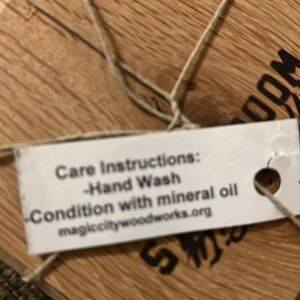 Care Instructions:
-Hand Wash
-Condition with mineral oil
magiccitywoodworks.org